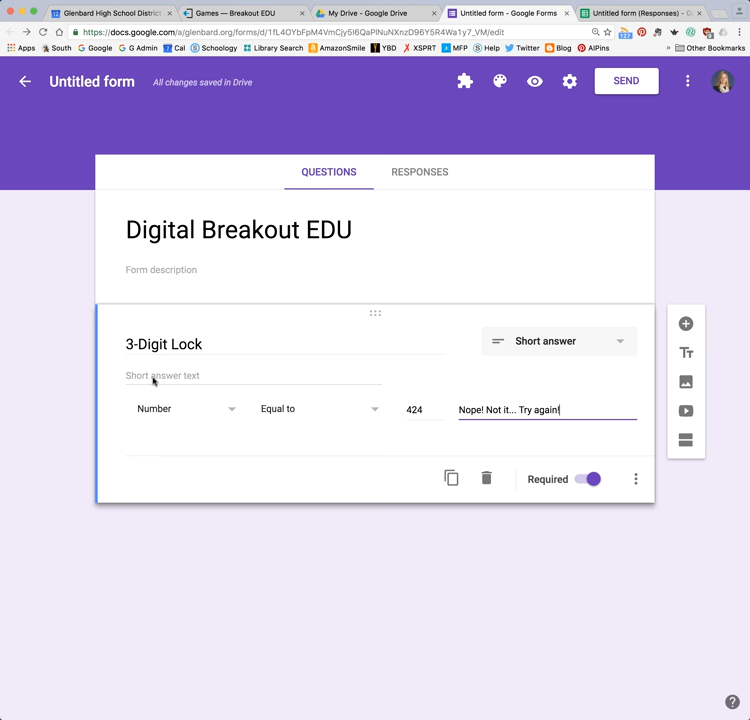 Glenbard High School District
Games — Breakout EDU
My Drive - Google Drive
Untitled form - Google Forms
Untitled form (Responses) - G
https://docs.google.com/a/glenbard.org/forms/d/1fL4OYbFpM4VmCjy5I6QaPlNuNXnzD96Y5R4Wa1y7_VM/edit
Apps
South
Google
G Admin
Cal
Schoology
Library Search
AmazonSmile
YBD
XSPRT
MFP
Help
Twitter
Blog
AlPins
»
Other Bookmarks
Untitled form
All changes saved in Drive
SEND
QUESTIONS
RESPONSES
Digital Breakout EDU
Form description
3-Digit Lock
Short answer
Short answer text
Number
Equal to
424
Nope! Not it... Try again!
Required